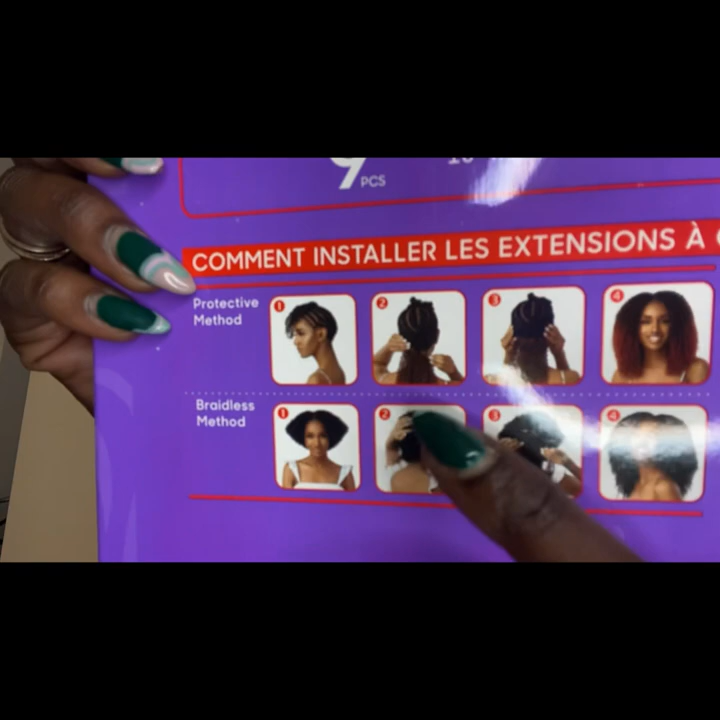 9 PCS
COMMENT INSTALLER LES EXTENSIONS À
Protective
Method
1 2 3 4
Braidless
Method
1 2 3 4